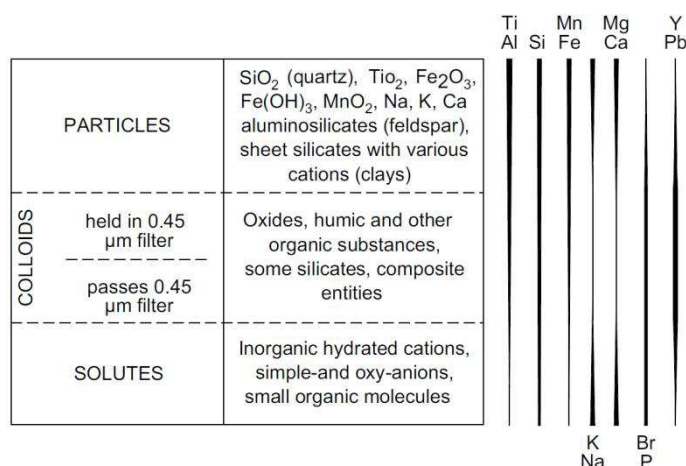 Ti Mn Mg Y
Al Si Fe Ca Pb
PARTICLES
SiO₂ (quartz), Tio₂, Fe₂O₃,
Fe(OH)₃, MnO₂, Na, K, Ca
aluminosilicates (feldspar),
sheet silicates with various
cations (clays)
COLLOIDS
held in 0.45
µm filter
passes 0.45
µm filter
Oxides, humic and other
organic substances,
some silicates, composite
entities
SOLUTES
Inorganic hydrated cations,
simple-and oxy-anions,
small organic molecules
K Br
Na P